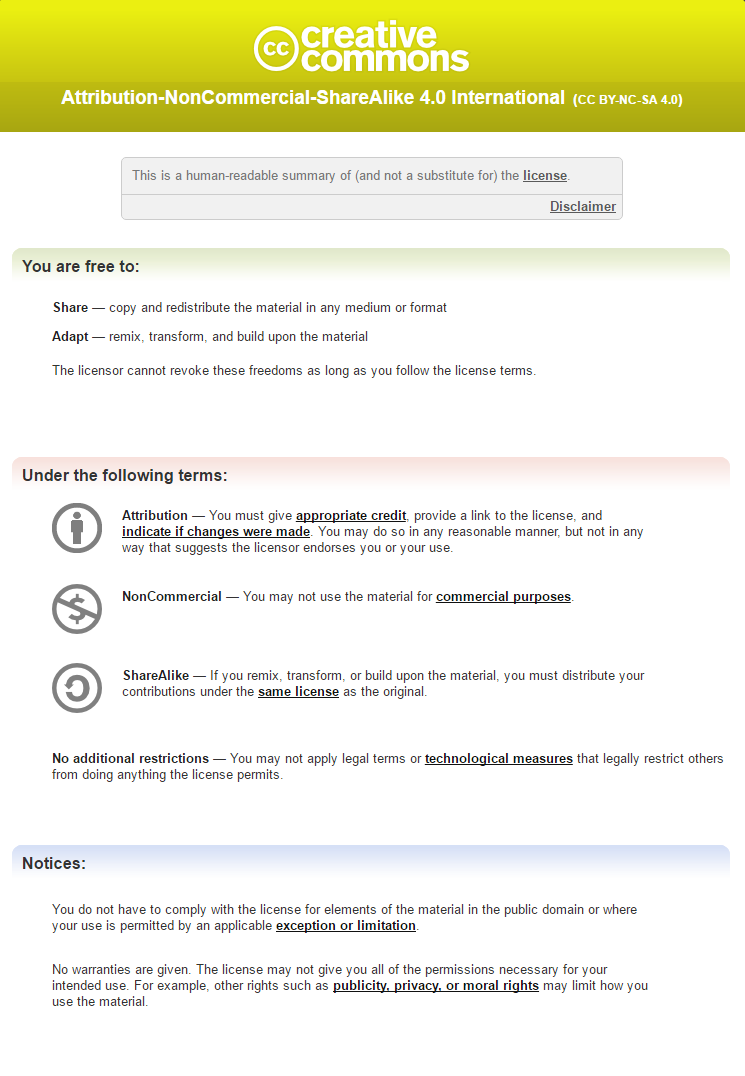 cc creative
commons
Attribution-NonCommercial-ShareAlike 4.0 International (CC BY-NC-SA 4.0)
This is a human-readable summary of (and not a substitute for) the license.
Disclaimer
You are free to:
Share — copy and redistribute the material in any medium or format
Adapt — remix, transform, and build upon the material
The licensor cannot revoke these freedoms as long as you follow the license terms.
Under the following terms:
Attribution — You must give appropriate credit, provide a link to the license, and
indicate if changes were made. You may do so in any reasonable manner, but not in any
way that suggests the licensor endorses you or your use.
$
NonCommercial — You may not use the material for commercial purposes.
ShareAlike — If you remix, transform, or build upon the material, you must distribute your
contributions under the same license as the original.
No additional restrictions — You may not apply legal terms or technological measures that legally restrict others
from doing anything the license permits.
Notices:
You do not have to comply with the license for elements of the material in the public domain or where
your use is permitted by an applicable exception or limitation.
No warranties are given. The license may not give you all of the permissions necessary for your
intended use. For example, other rights such as publicity, privacy, or moral rights may limit how you
use the material.